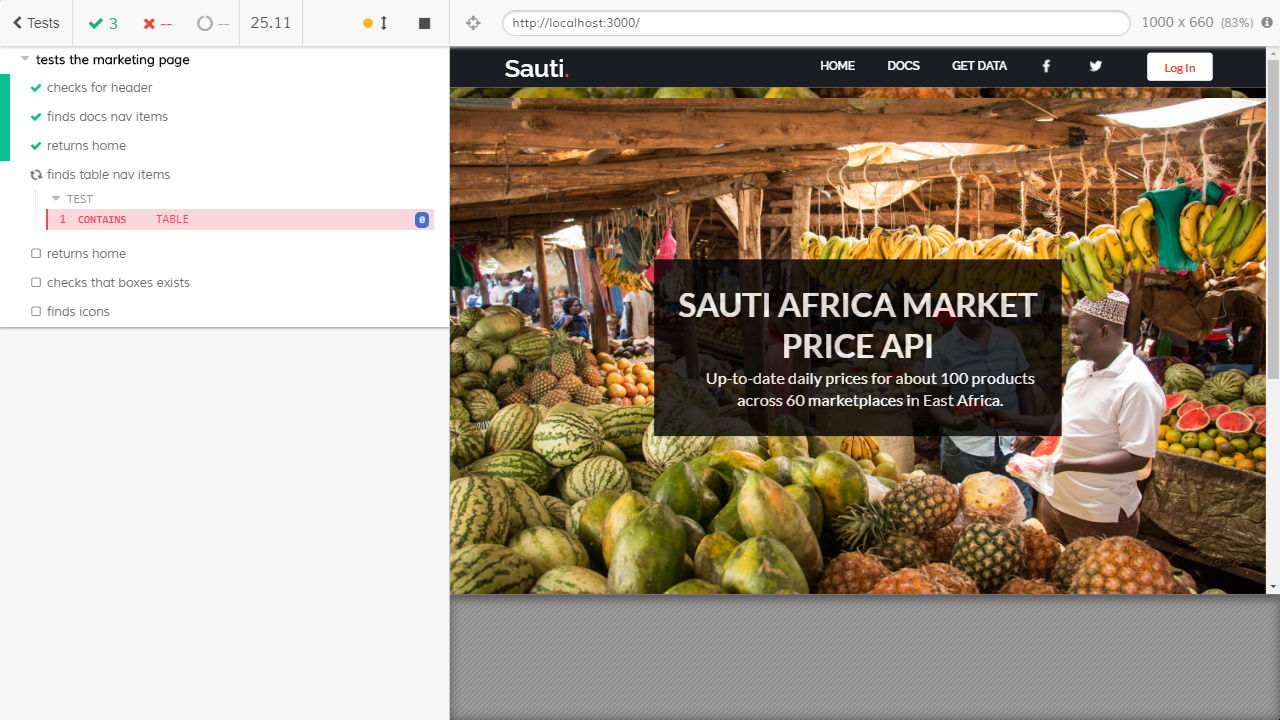 Tests
3
--
--
25.11
http://localhost:3000/
1000 x 660 (83%)
tests the marketing page
checks for header
finds docs nav items
returns home
finds table nav items
TEST
1 CONTAINS TABLE 0
returns home
checks that boxes exists
finds icons
Sauti.
HOME
DOCS
GET DATA
Log In
SAUTI AFRICA MARKET
PRICE API
Up-to-date daily prices for about 100 products
across 60 marketplaces in East Africa.